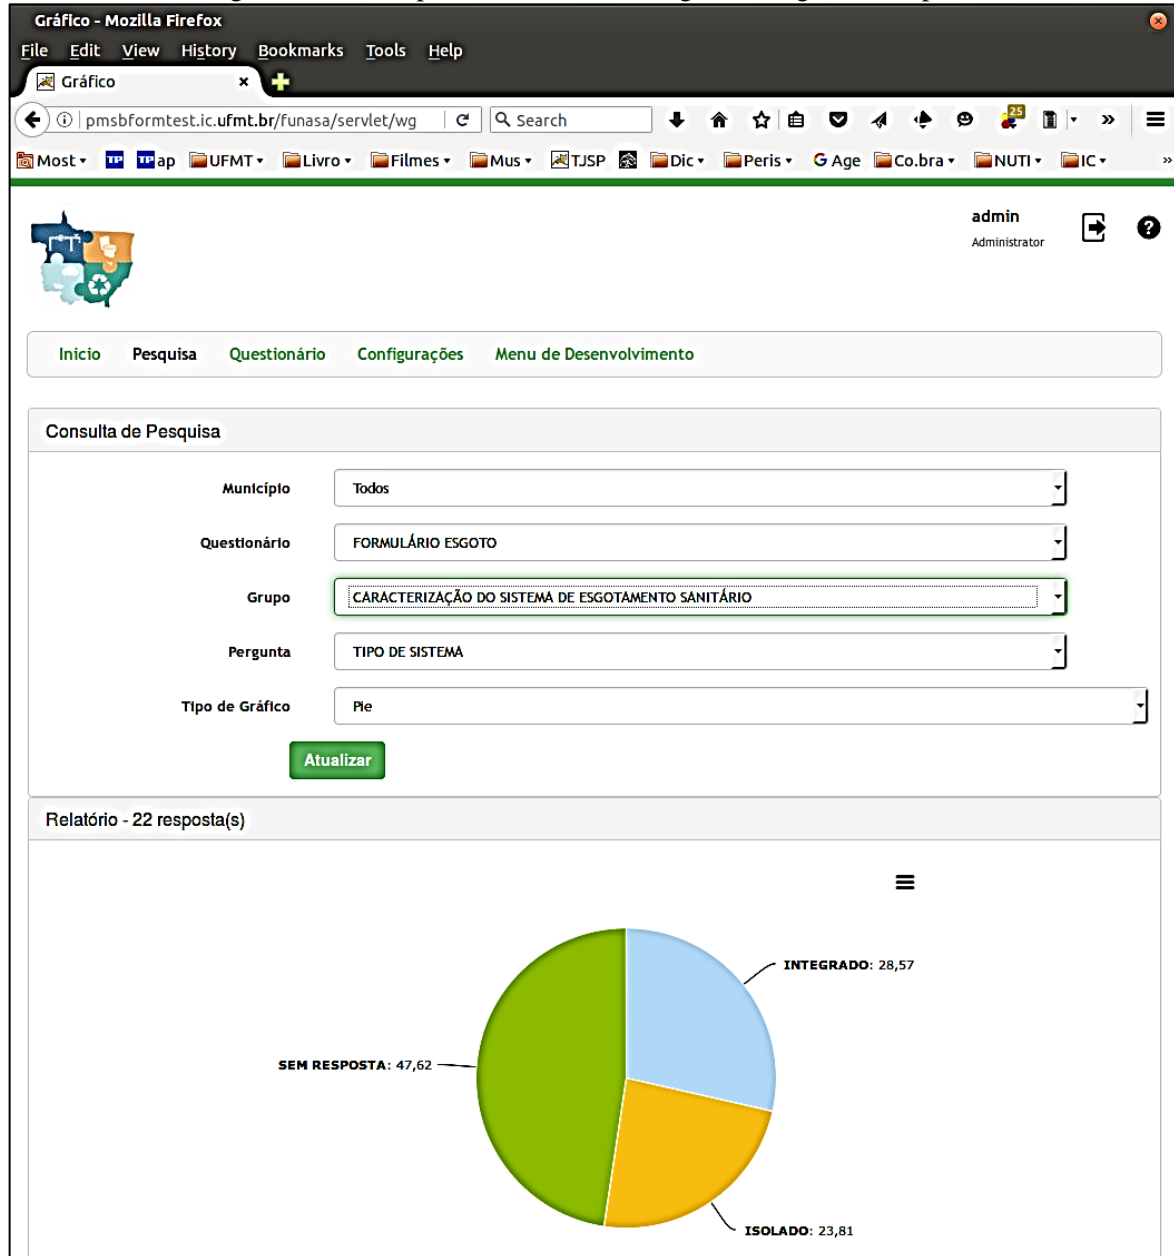 Gráfico - Mozilla Firefox
File Edit View History Bookmarks Tools Help
Gráfico
pmsbformtest.ic.ufmt.br/funasa/servlet/wg Search 25
Most TP TP ap UFMT Livro Filmes Mus TJSP Dic Peris G Age Co.bra NUTI IC »
admin
Administrator
Inicio Pesquisa Questionário Configurações Menu de Desenvolvimento
Consulta de Pesquisa
Município Todos
Questionário FORMULÁRIO ESGOTO
Grupo CARACTERIZAÇÃO DO SISTEMA DE ESGOTAMENTO SANITÁRIO
Pergunta TIPO DE SISTEMA
Tipo de Gráfico Pie
Atualizar
Relatório - 22 resposta(s)
INTEGRADO: 28,57
SEM RESPOSTA: 47,62
ISOLADO: 23,81